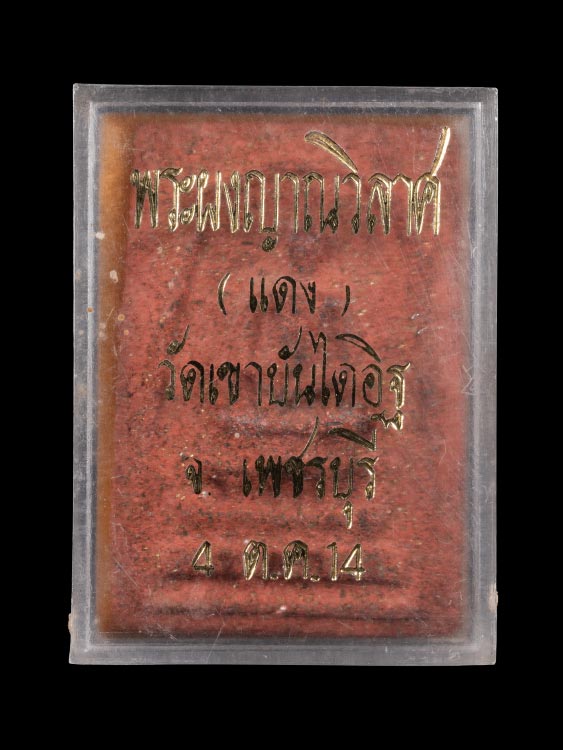 พระผงญาณวิลาศ
(แดง)
วัดเขาบันไดอิฐ
จ. เพชรบุรี
4 ต.ค.14